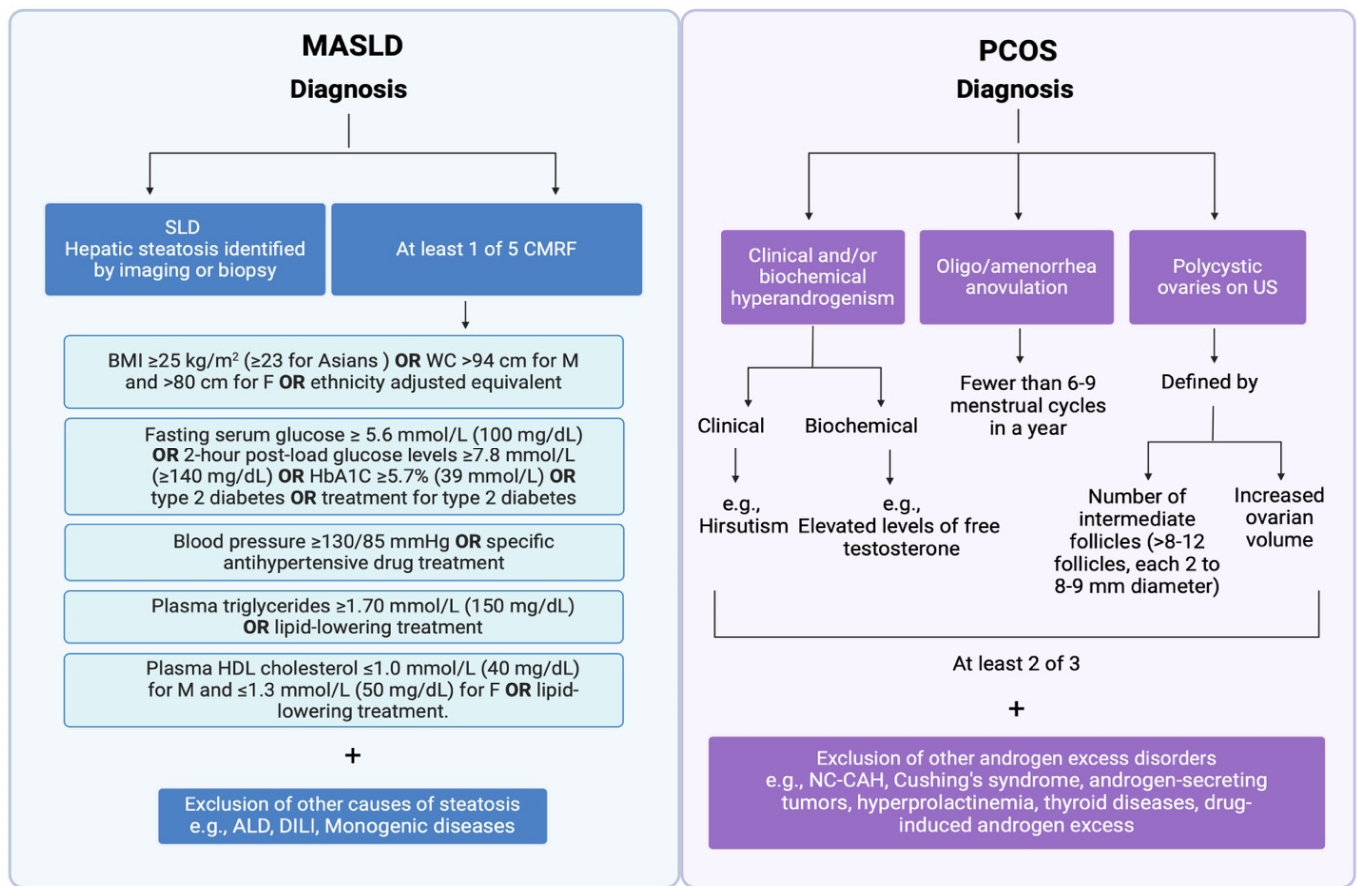 MASLD
Diagnosis
SLD
Hepatic steatosis identified
by imaging or biopsy
At least 1 of 5 CMRF
BMI ≥25 kg/m² (≥23 for Asians ) OR WC >94 cm for M
and >80 cm for F OR ethnicity adjusted equivalent
Fasting serum glucose ≥ 5.6 mmol/L (100 mg/dL)
OR 2-hour post-load glucose levels ≥7.8 mmol/L
(≥140 mg/dL) OR HbA1C ≥5.7% (39 mmol/L) OR
type 2 diabetes OR treatment for type 2 diabetes
Blood pressure ≥130/85 mmHg OR specific
antihypertensive drug treatment
Plasma triglycerides ≥1.70 mmol/L (150 mg/dL)
OR lipid-lowering treatment
Plasma HDL cholesterol ≤1.0 mmol/L (40 mg/dL)
for M and ≤1.3 mmol/L (50 mg/dL) for F OR lipid-
lowering treatment.
+
Exclusion of other causes of steatosis
e.g., ALD, DILI, Monogenic diseases
PCOS
Diagnosis
Clinical and/or
biochemical
hyperandrogenism
Oligo/amenorrhea
anovulation
Polycystic
ovaries on US
Clinical
Biochemical
e.g.,
Hirsutism
e.g.,
Elevated levels of free
testosterone
Fewer than 6-9
menstrual cycles
in a year
Defined by
Number of
intermediate
follicles (>8-12
follicles, each 2 to
8-9 mm diameter)
Increased
ovarian
volume
At least 2 of 3
+
Exclusion of other androgen excess disorders
e.g., NC-CAH, Cushing's syndrome, androgen-secreting
tumors, hyperprolactinemia, thyroid diseases, drug-
induced androgen excess